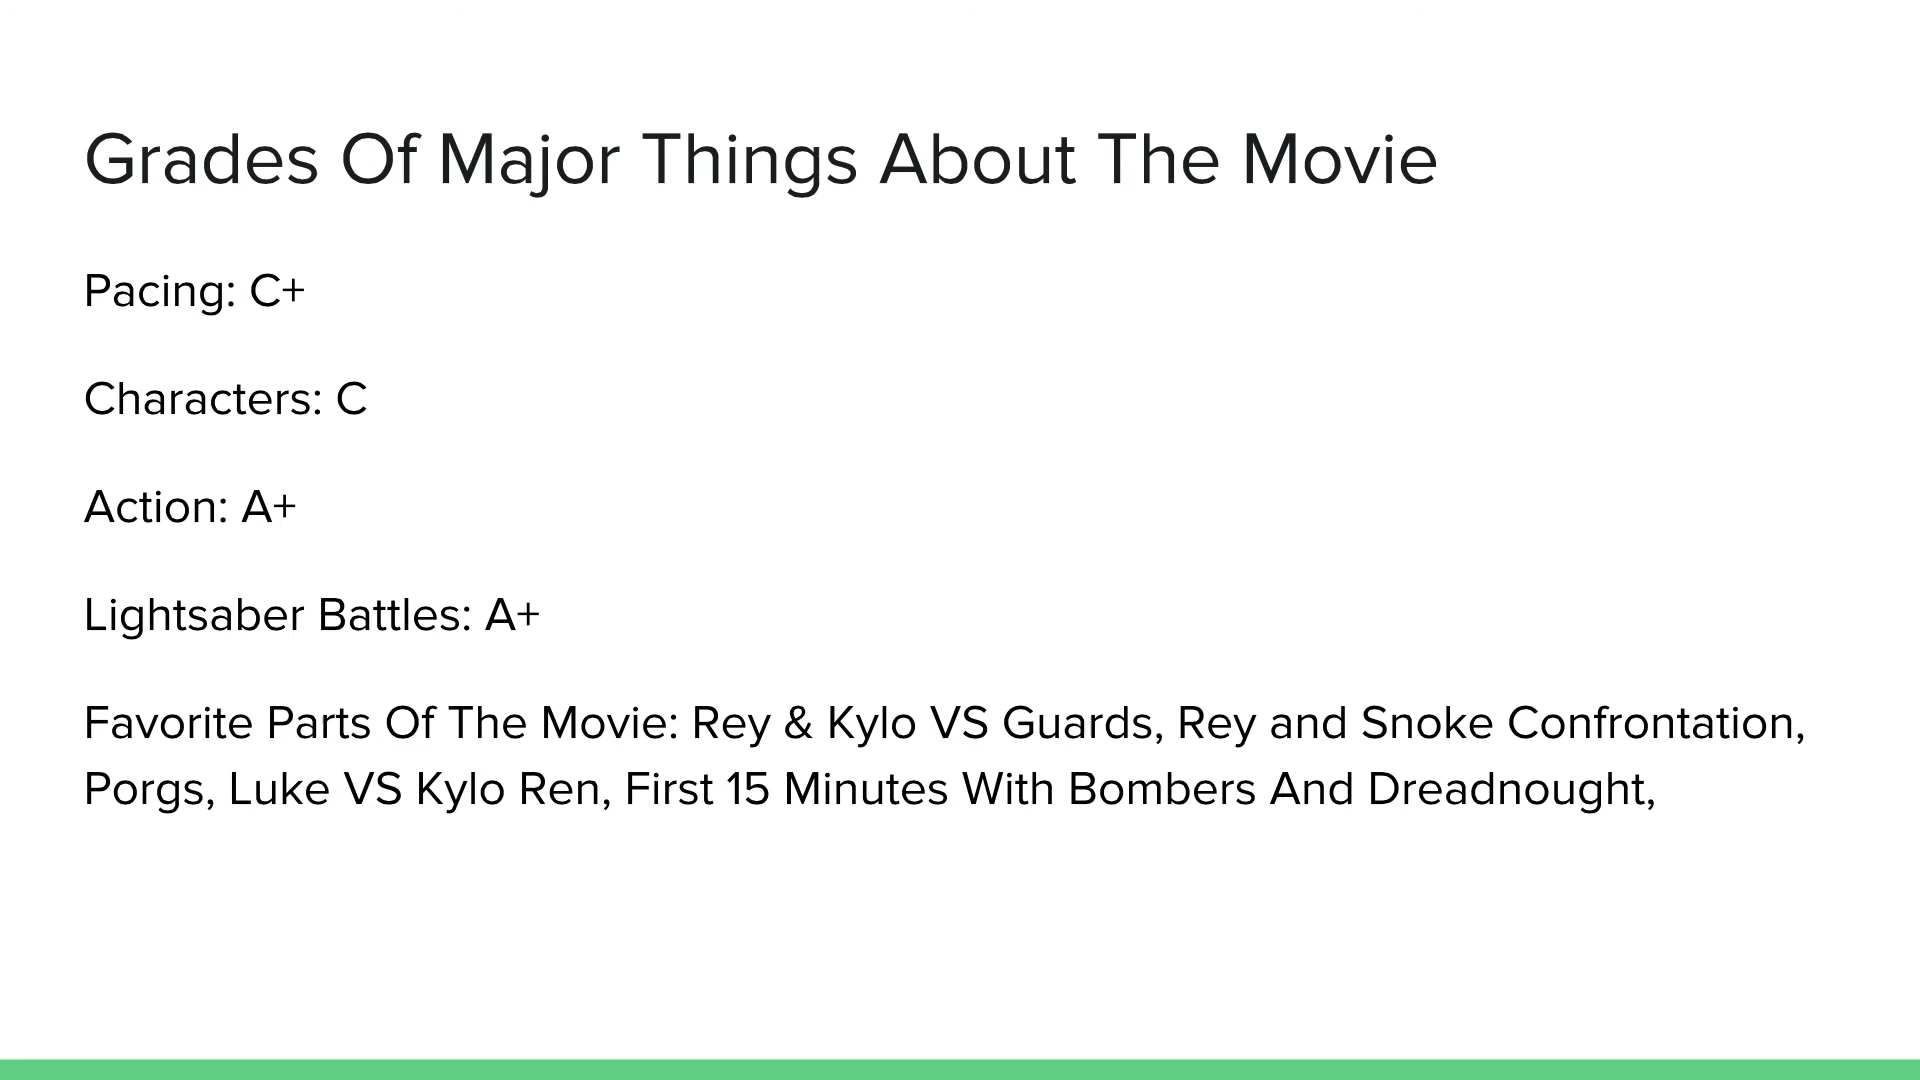 Grades Of Major Things About The Movie
Pacing: C+
Characters: C
Action: A+
Lightsaber Battles: A+
Favorite Parts Of The Movie: Rey & Kylo VS Guards, Rey and Snoke Confrontation,
Porgs, Luke VS Kylo Ren, First 15 Minutes With Bombers And Dreadnought,